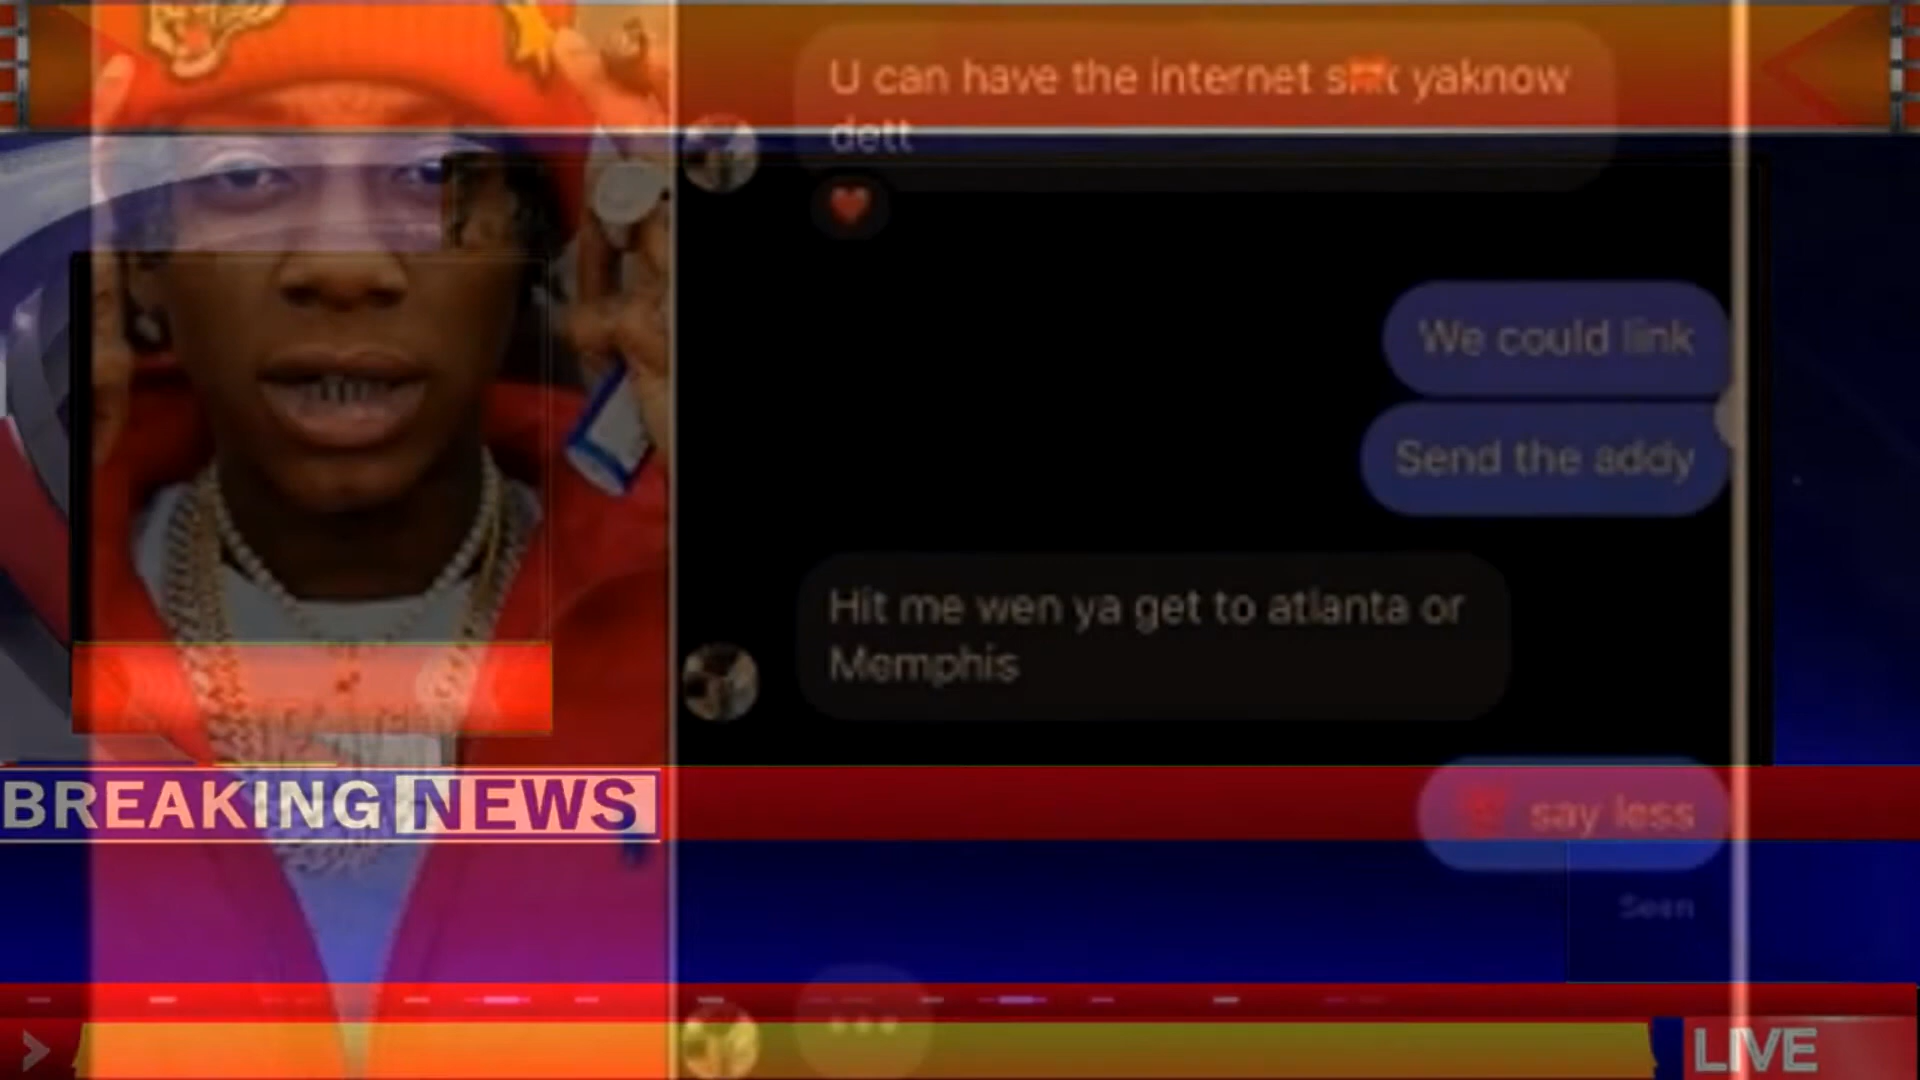 U can have the internet s**t yaknow
dett
We could link
Send the addy
Hit me wen ya get to atlanta or
Memphis
BREAKING NEWS
💯 say less
Seen
LIVE